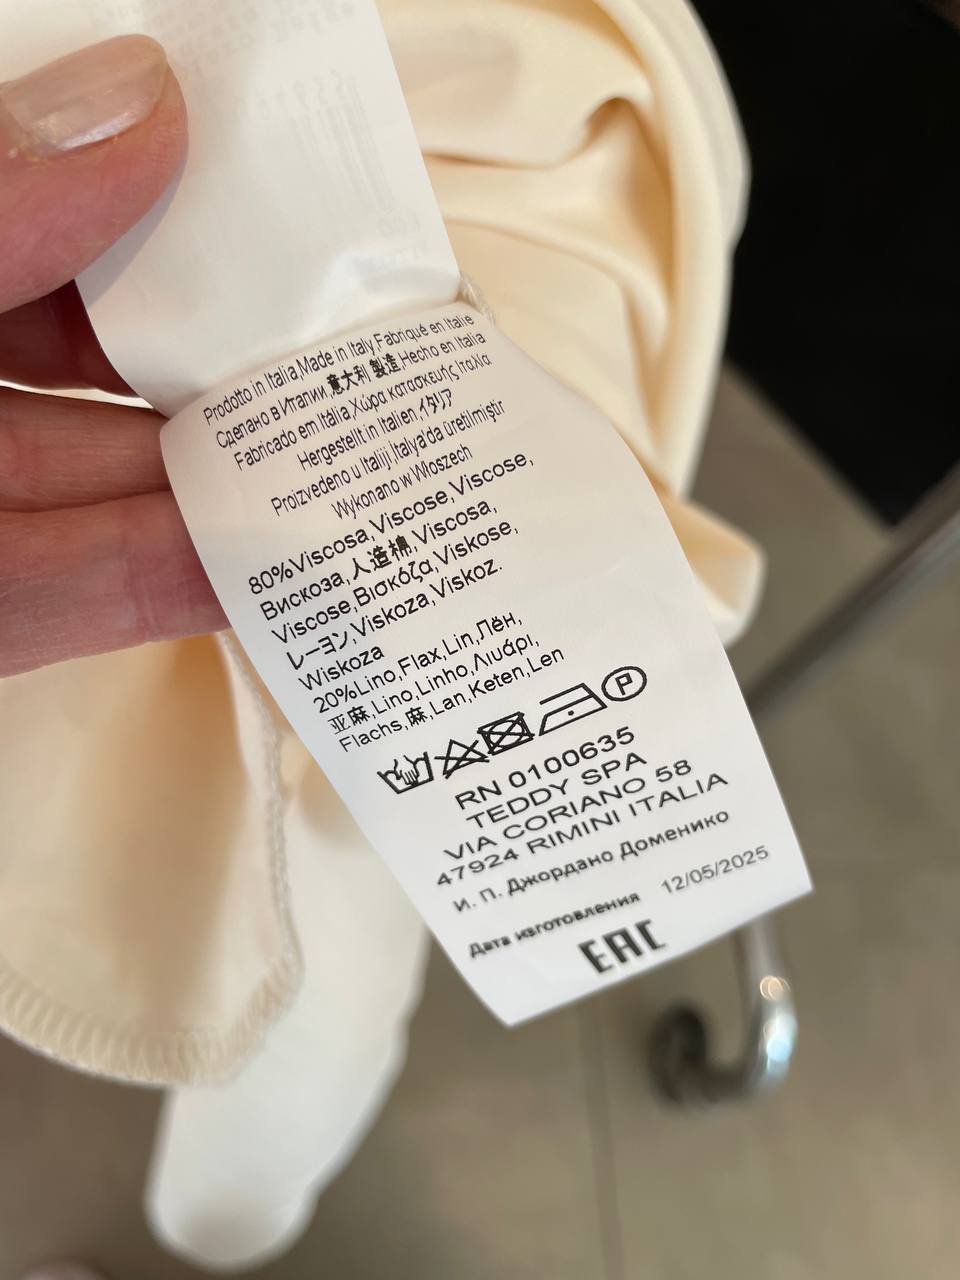 Prodotto in Italia,Made in Italy,Fabriqué en Italie
Сделано в Италии,意大利 製造,Hecho en Italia
Fabricado em Itália,Χώρα κατασκευής Ιταλία
Hergestellt in Italien,イタリア
Proizvedeno u Italiji,İtalya'da üretilmiştir
Wykonano w Włoszech
80%Viscosa,Viscose,Viscose,
Вискоза,人造棉,Viscosa,
Viscose,Βισκόζα,Viskose,
レーヨン,Viskoza,Viskoz.
Wiskoza
20%Lino,Flax,Lin,Лён,
亚麻,Lino,Linho,Λινάρι,
Flachs,麻,Lan,Keten,Len
P
RN 0100635
TEDDY SPA
VIA CORIANO 58
47924 RIMINI ITALIA
И. П. Джордано Доменико
Дата изготовления 12/05/2025
EAC